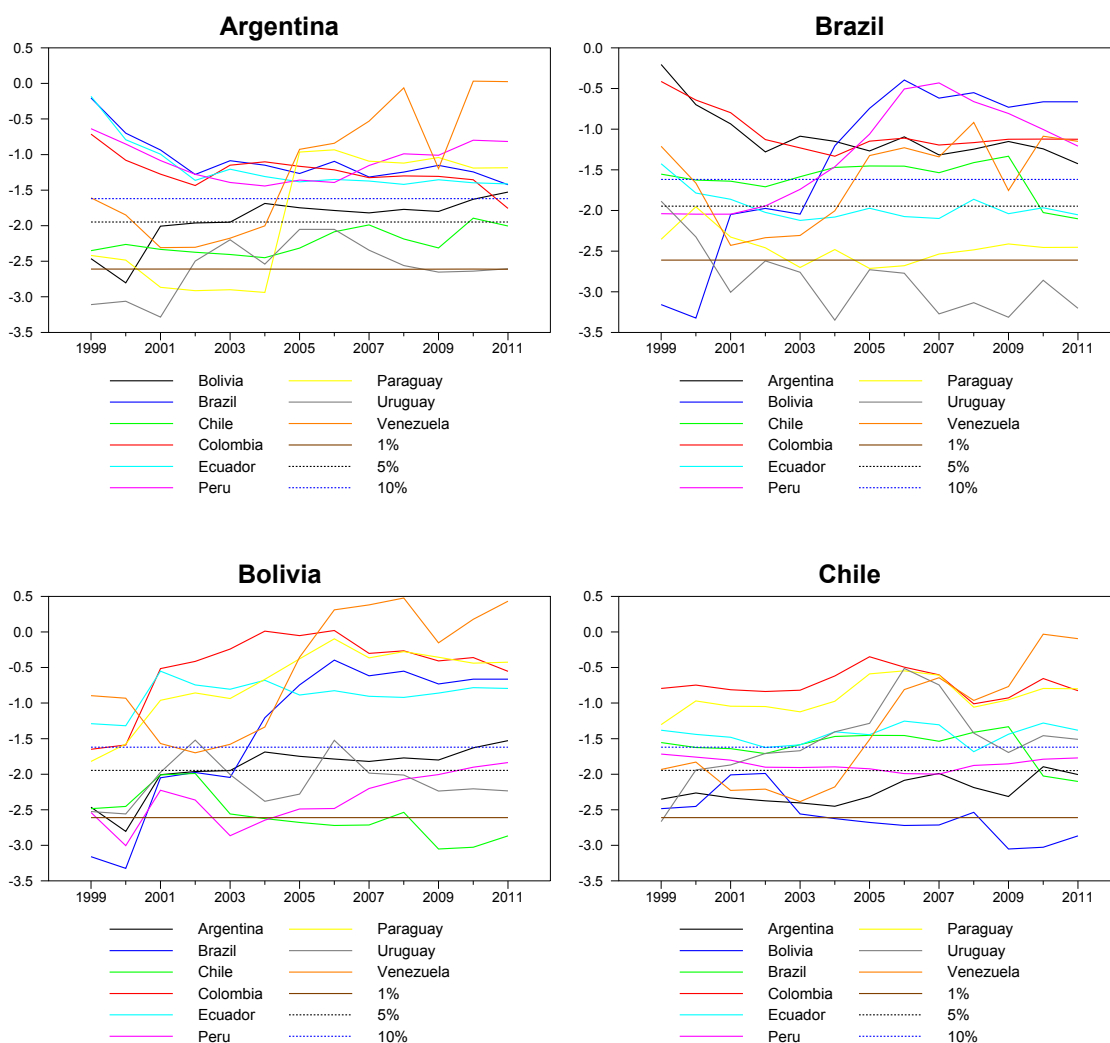 Argentina
0.5
0.0
-0.5
-1.0
-1.5
-2.0
-2.5
-3.0
-3.5
1999 2001 2003 2005 2007 2009 2011
Bolivia Paraguay
Brazil Uruguay
Chile Venezuela
Colombia 1%
Ecuador 5%
Peru 10%
Brazil
0.0
-0.5
-1.0
-1.5
-2.0
-2.5
-3.0
-3.5
1999 2001 2003 2005 2007 2009 2011
Argentina Paraguay
Bolivia Uruguay
Chile Venezuela
Colombia 1%
Ecuador 5%
Peru 10%
Bolivia
0.5
0.0
-0.5
-1.0
-1.5
-2.0
-2.5
-3.0
-3.5
1999 2001 2003 2005 2007 2009 2011
Argentina Paraguay
Brazil Uruguay
Chile Venezuela
Colombia 1%
Ecuador 5%
Peru 10%
Chile
0.5
0.0
-0.5
-1.0
-1.5
-2.0
-2.5
-3.0
-3.5
1999 2001 2003 2005 2007 2009 2011
Argentina Paraguay
Bolivia Uruguay
Brazil Venezuela
Colombia 1%
Ecuador 5%
Peru 10%